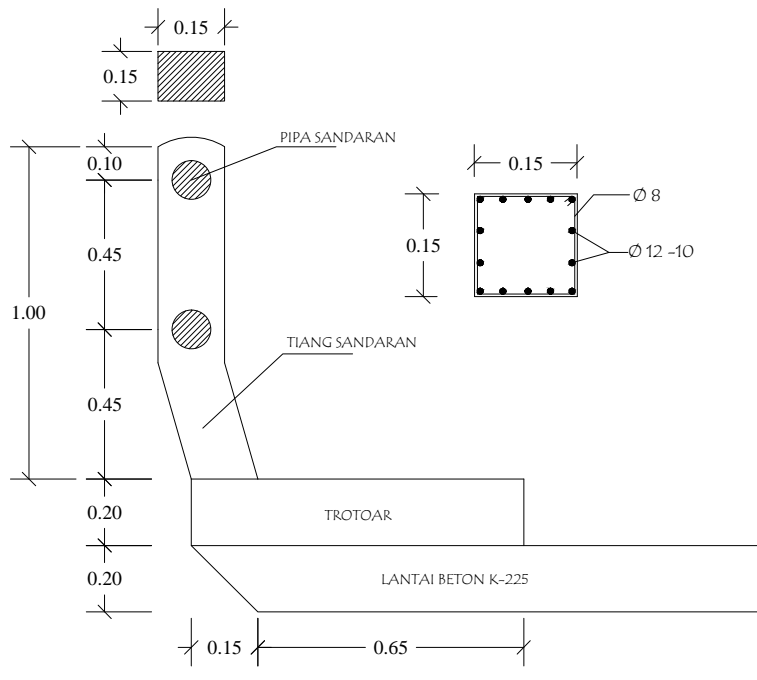 0.15
0.15
PIPA SANDARAN
0.10
0.15
Ø 8
0.45
0.15
Ø 12 -10
1.00
TIANG SANDARAN
0.45
0.20
TROTOAR
0.20
LANTAI BETON K-225
0.15
0.65